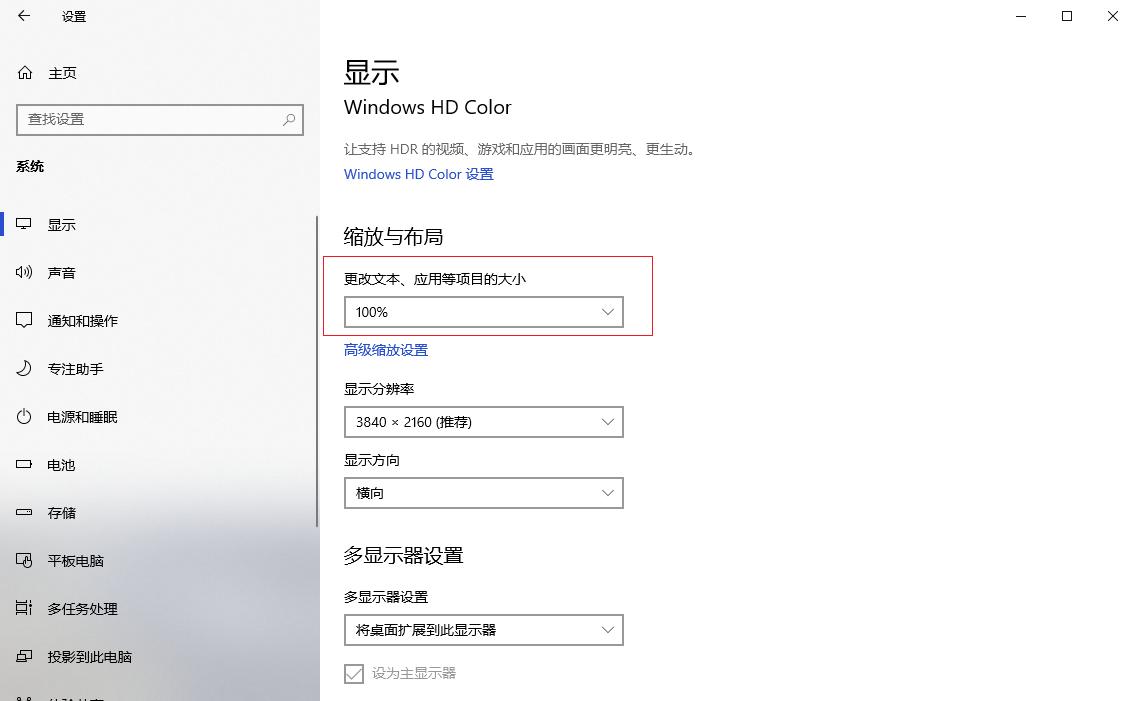 设置
主页
查找设置
系统
显示
声音
通知和操作
专注助手
电源和睡眠
电池
存储
平板电脑
多任务处理
投影到此电脑
显示
Windows HD Color
让支持 HDR 的视频、游戏和应用的画面更明亮、更生动。
Windows HD Color 设置
缩放与布局
更改文本、应用等项目的大小
100%
高级缩放设置
显示分辨率
3840 × 2160 (推荐)
显示方向
横向
多显示器设置
多显示器设置
将桌面扩展到此显示器
设为主显示器